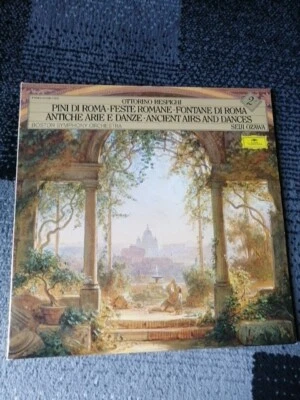 OTTORINO RESPIGHI
PINI DI ROMA · FESTE ROMANE · FONTANE DI ROMA
ANTICHE ARIE E DANZE · ANCIENT AIRS AND DANCES
BOSTON SYMPHONY ORCHESTRA SEIJI OZAWA